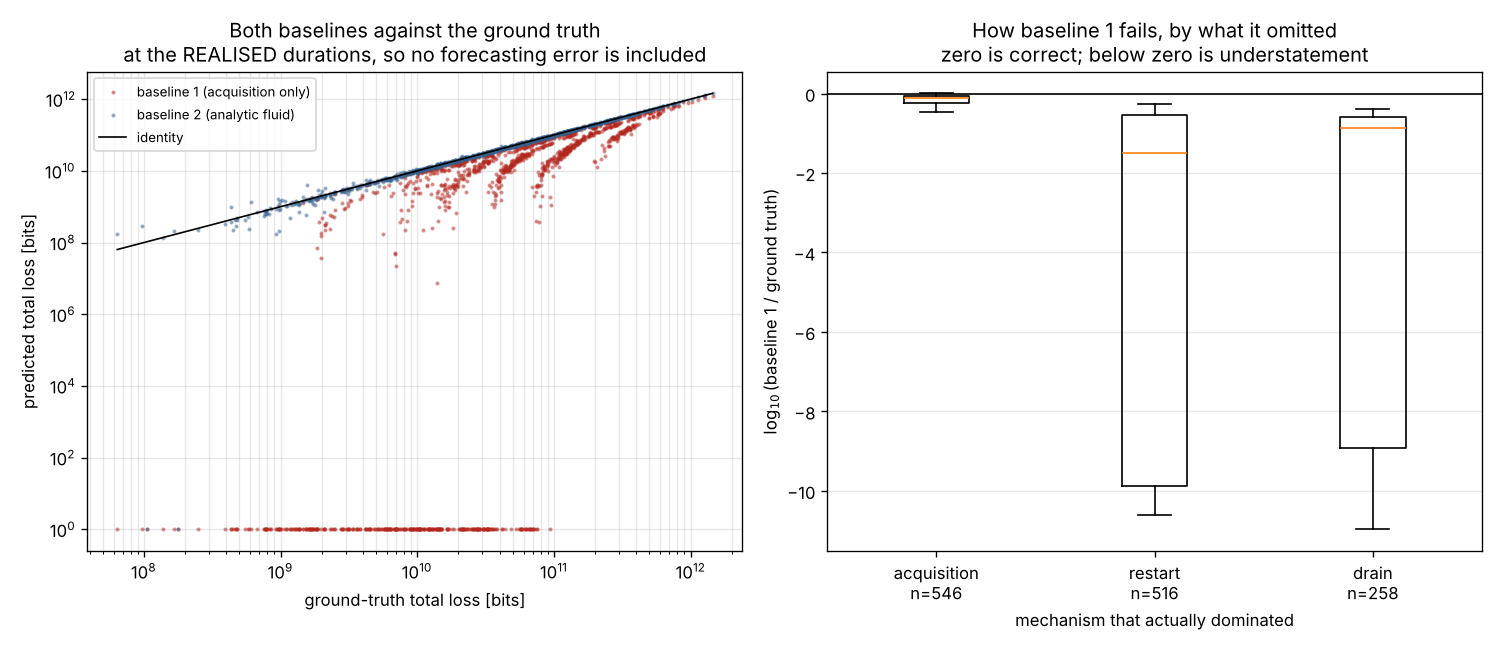 Both baselines against the ground truth
at the REALISED durations, so no forecasting error is included
baseline 1 (acquisition only)
baseline 2 (analytic fluid)
identity
10¹²
10¹⁰
10⁸
10⁶
10⁴
10²
10⁰
predicted total loss [bits]
10⁸
10⁹
10¹⁰
10¹¹
10¹²
ground-truth total loss [bits]
How baseline 1 fails, by what it omitted
zero is correct; below zero is understatement
0
−2
−4
−6
−8
−10
log₁₀(baseline 1 / ground truth)
acquisition
n=546
restart
n=516
drain
n=258
mechanism that actually dominated